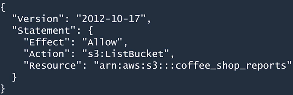 {
  "Version": "2012-10-17",
  "Statement": {
    "Effect": "Allow",
    "Action": "s3:ListBucket",
    "Resource": "arn:aws:s3:::coffee_shop_reports"
  }
}